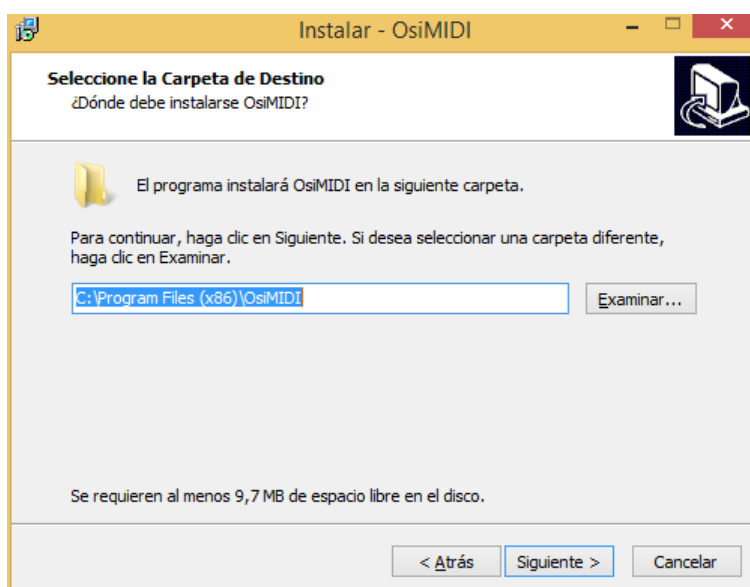 Instalar - OsiMIDI
Seleccione la Carpeta de Destino
¿Dónde debe instalarse OsiMIDI?
El programa instalará OsiMIDI en la siguiente carpeta.
Para continuar, haga clic en Siguiente. Si desea seleccionar una carpeta diferente,
haga clic en Examinar.
C:\Program Files (x86)\OsiMIDI
Examinar...
Se requieren al menos 9,7 MB de espacio libre en el disco.
< Atrás
Siguiente >
Cancelar